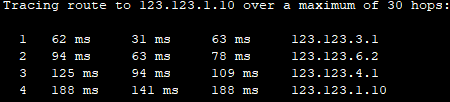 Tracing route to 123.123.1.10 over a maximum of 30 hops:
1 62 ms 31 ms 63 ms 123.123.3.1
2 94 ms 63 ms 78 ms 123.123.6.2
3 125 ms 94 ms 109 ms 123.123.4.1
4 188 ms 141 ms 188 ms 123.123.1.10